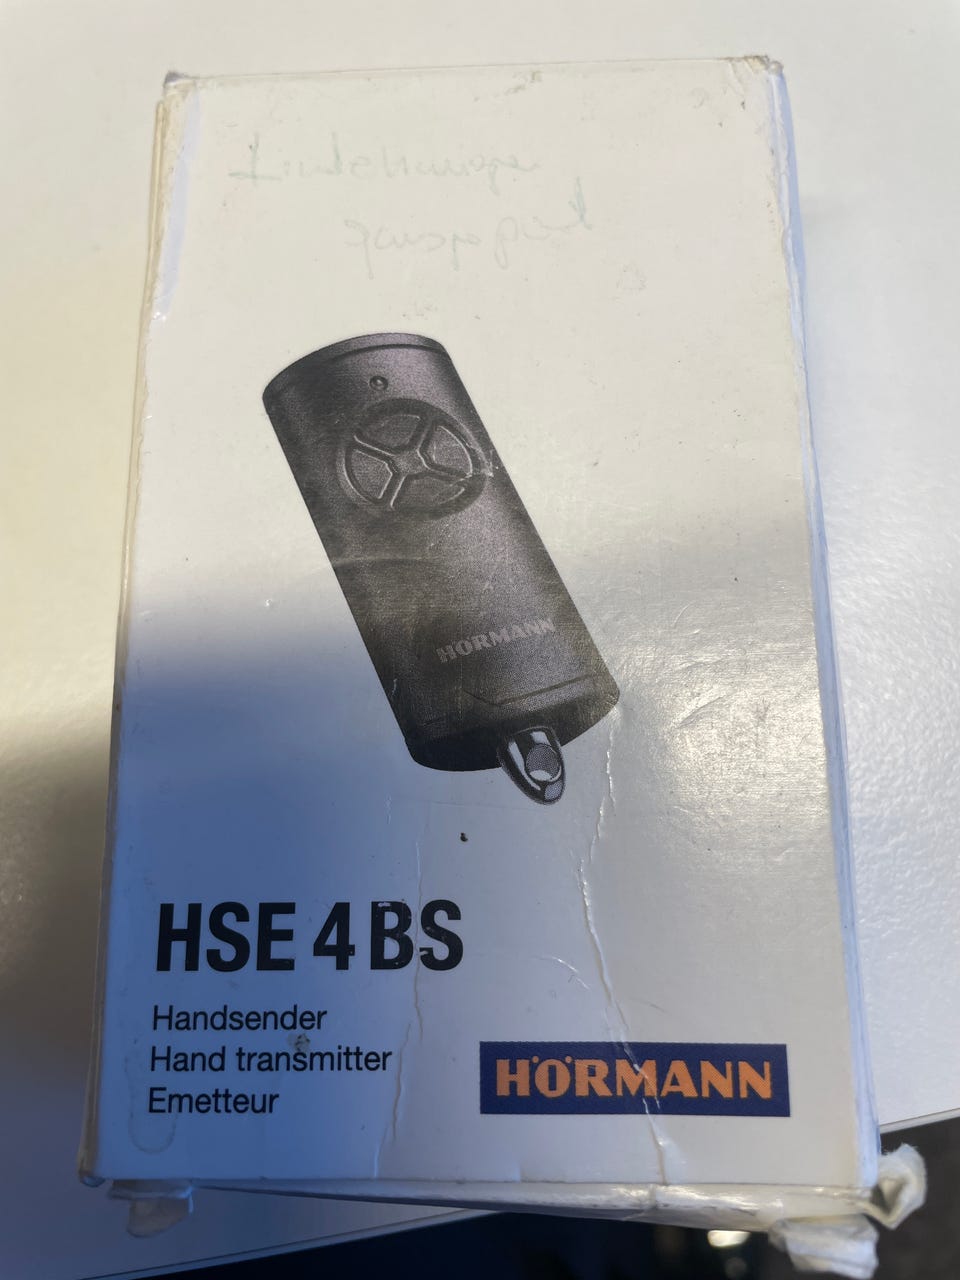 HÖRMANN
HSE 4 BS
Handsender
Hand transmitter
Emetteur
HÖRMANN